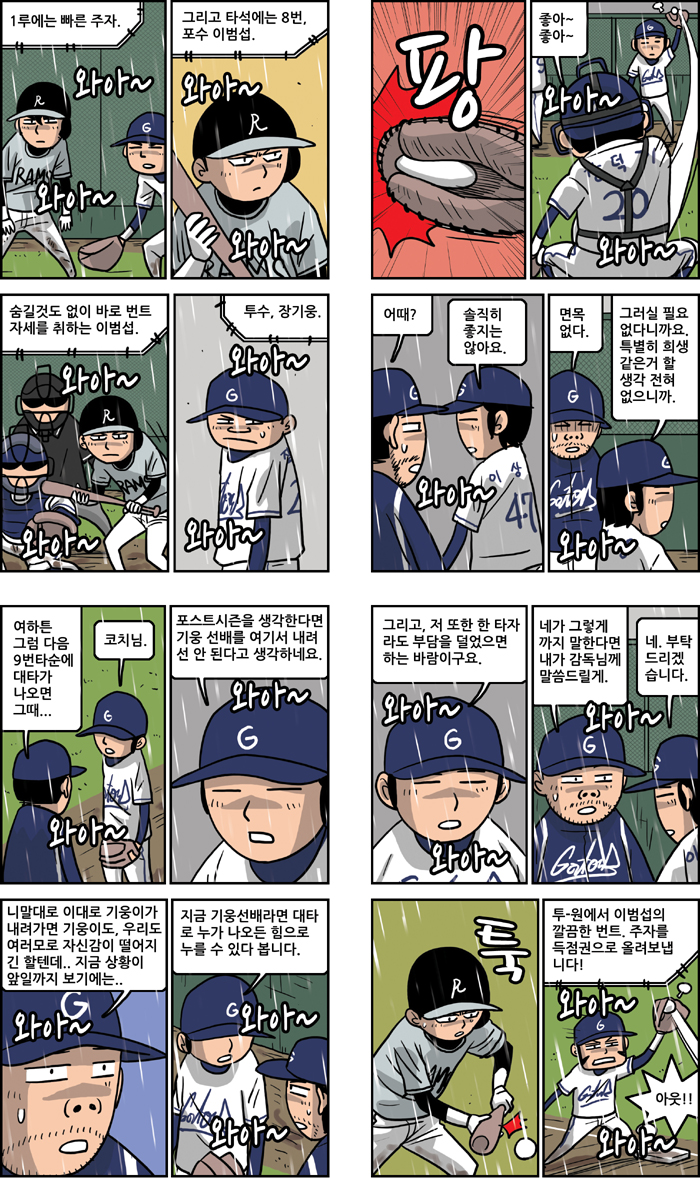 1루에는 빠른 주자.
와아~
R
G
RAMS
와아~
그리고 타석에는 8번,
포수 이범섭.
와아~
R
와아~
RAMS
숨길것도 없이 바로 번트
자세를 취하는 이범섭.
와아~
R
RAMS
와아~
투수, 장기웅.
와아~
G
와아~
팡
좋아~
좋아~
G
와아~
20
와아~
어때?
솔직히
좋지는
않아요.
G
G
와아~
이 상
47
면목
없다.
그러실 필요
없다니까요.
특별히 희생
같은거 할
생각 전혀
없으니까.
G
G
와아~
여하튼
그럼 다음
9번타순에
대타가
나오면
그때...
코치님.
G
와아~
포스트시즌을 생각한다면
기웅 선배를 여기서 내려
선 안 된다고 생각하네요.
와아~
G
니말대로 이대로 기웅이가
내려가면 기웅이도, 우리도
여러모로 자신감이 떨어지
긴 할텐데.. 지금 상황이
앞일까지 보기에는..
G
와아~
지금 기웅선배라면 대타
로 누가 나오든 힘으로
누를 수 있다 봅니다.
G
와아~
G
와아~
그리고, 저 또한 한 타자
라도 부담을 덜었으면
하는 바람이구요.
와아~
G
와아~
네가 그렇게
까지 말한다면
내가 감독님께
말씀드릴게.
네. 부탁
드리겠
습니다.
와아~
G
G
툭
R
투-원에서 이범섭의
깔끔한 번트. 주자를
득점권으로 올려보냅
니다!
와아~
G
아웃!!
와아~